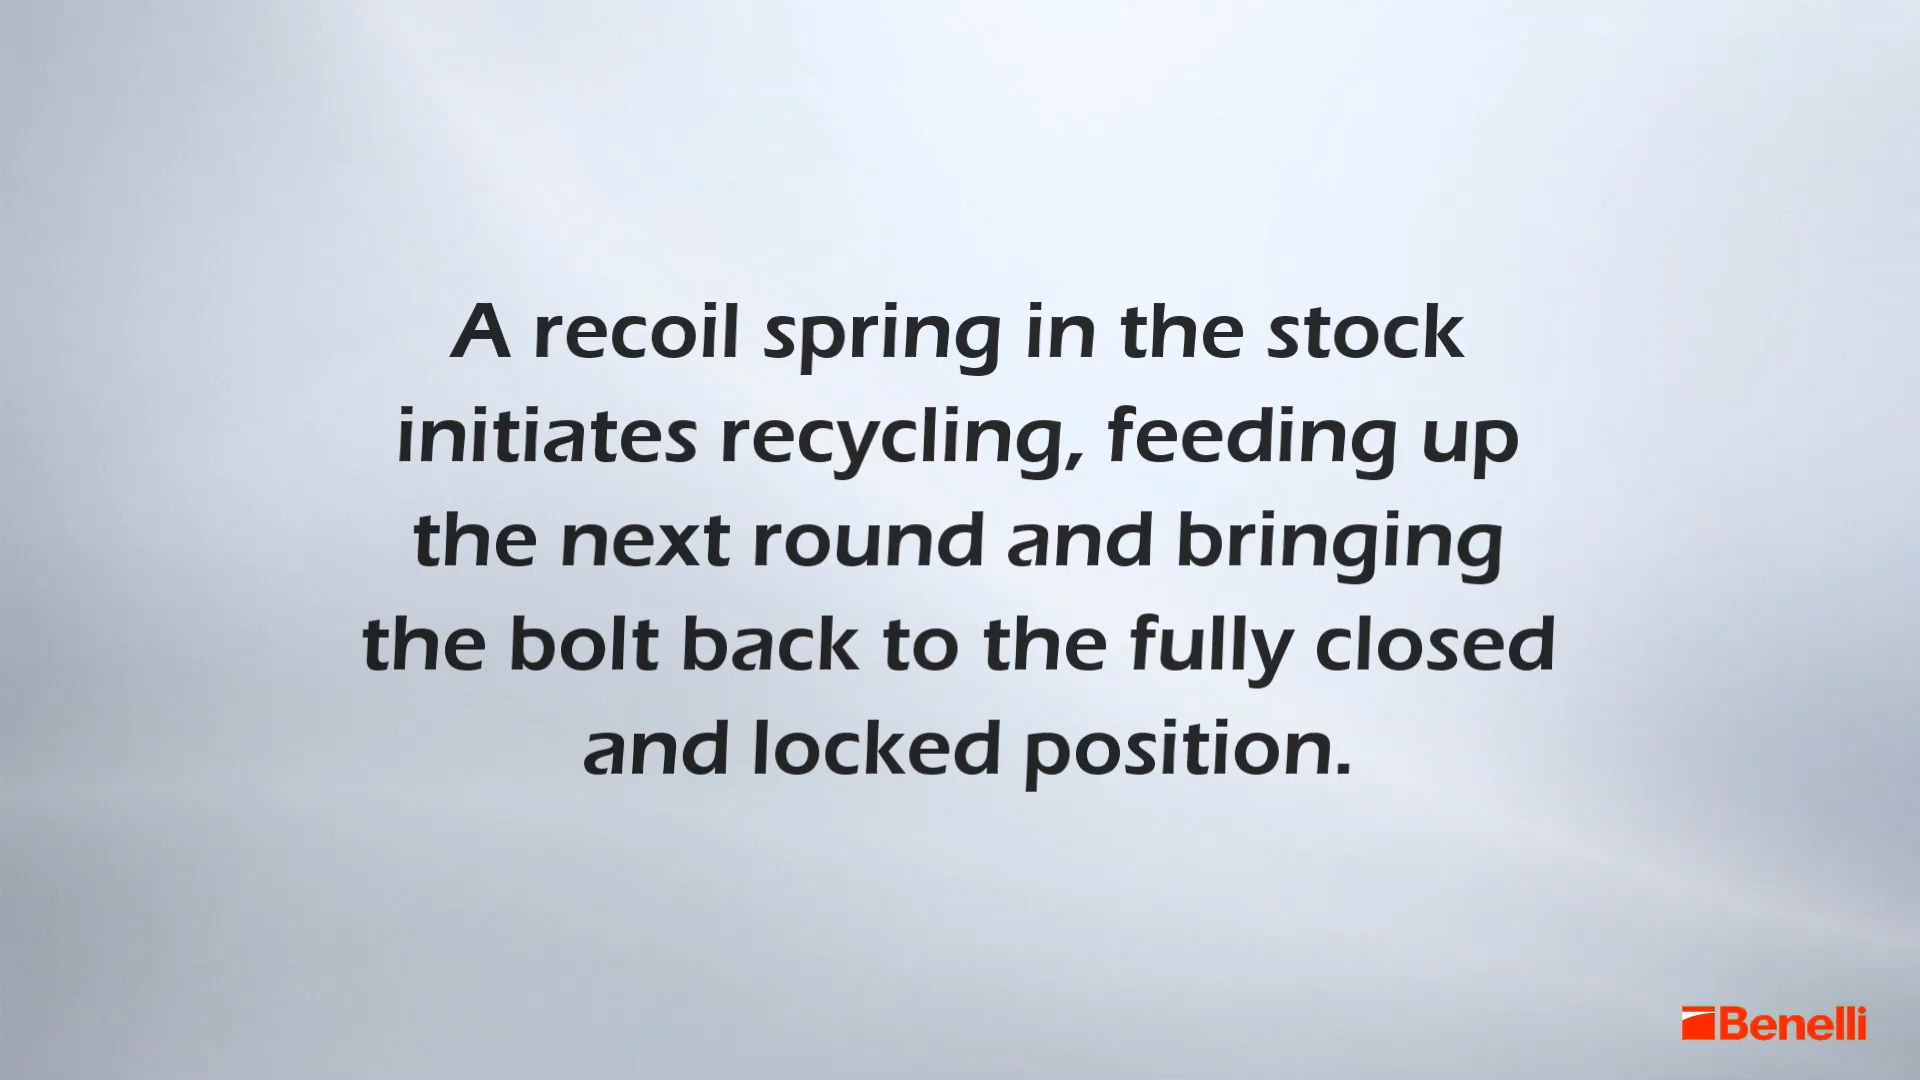 A recoil spring in the stock
initiates recycling, feeding up
the next round and bringing
the bolt back to the fully closed
and locked position.
Benelli